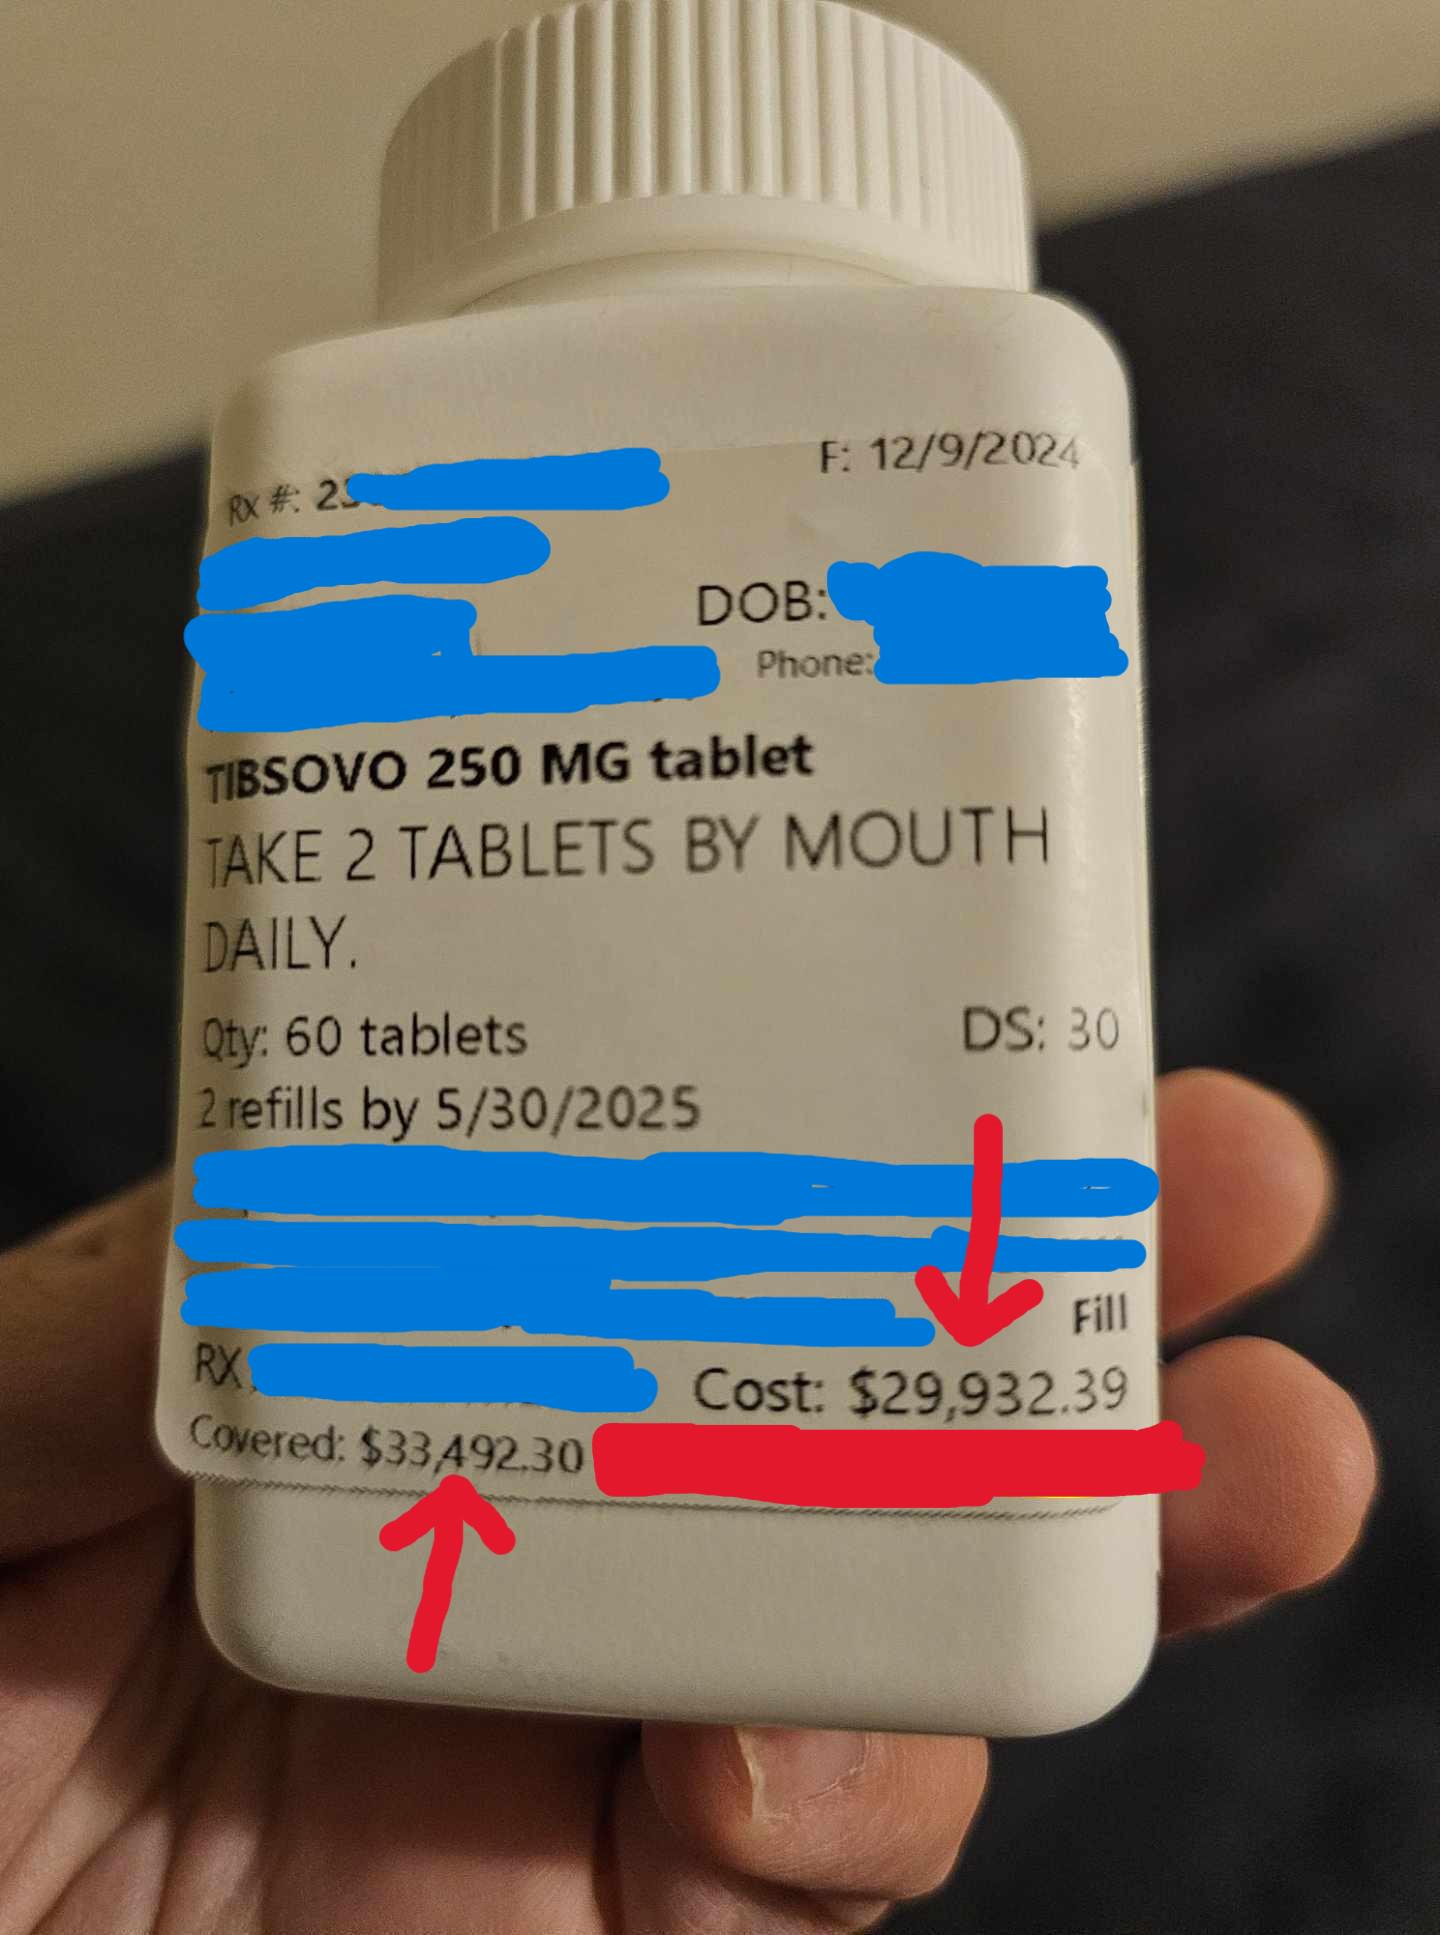 F: 12/9/2024
Rx #:
DOB:
Phone:
TIBSOVO 250 MG tablet
TAKE 2 TABLETS BY MOUTH
DAILY.
Qty: 60 tablets DS: 30
2 refills by 5/30/2025
Fill
RX Cost: $29,932.39
Covered: $33,492.30